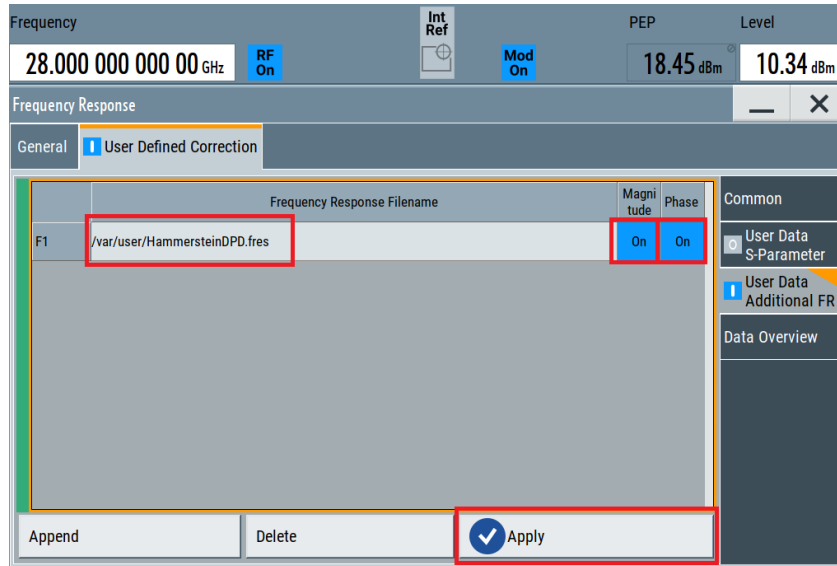 Frequency
Int
Ref
PEP
Level
28.000 000 000 00 GHz
RF
On
Mod
On
18.45 dBm
10.34 dBm
Frequency Response
General
User Defined Correction
Frequency Response Filename
Magni
tude
Phase
Common
F1
/var/user/HammersteinDPD.fres
On
On
User Data
S-Parameter
User Data
Additional FR
Data Overview
Append
Delete
Apply